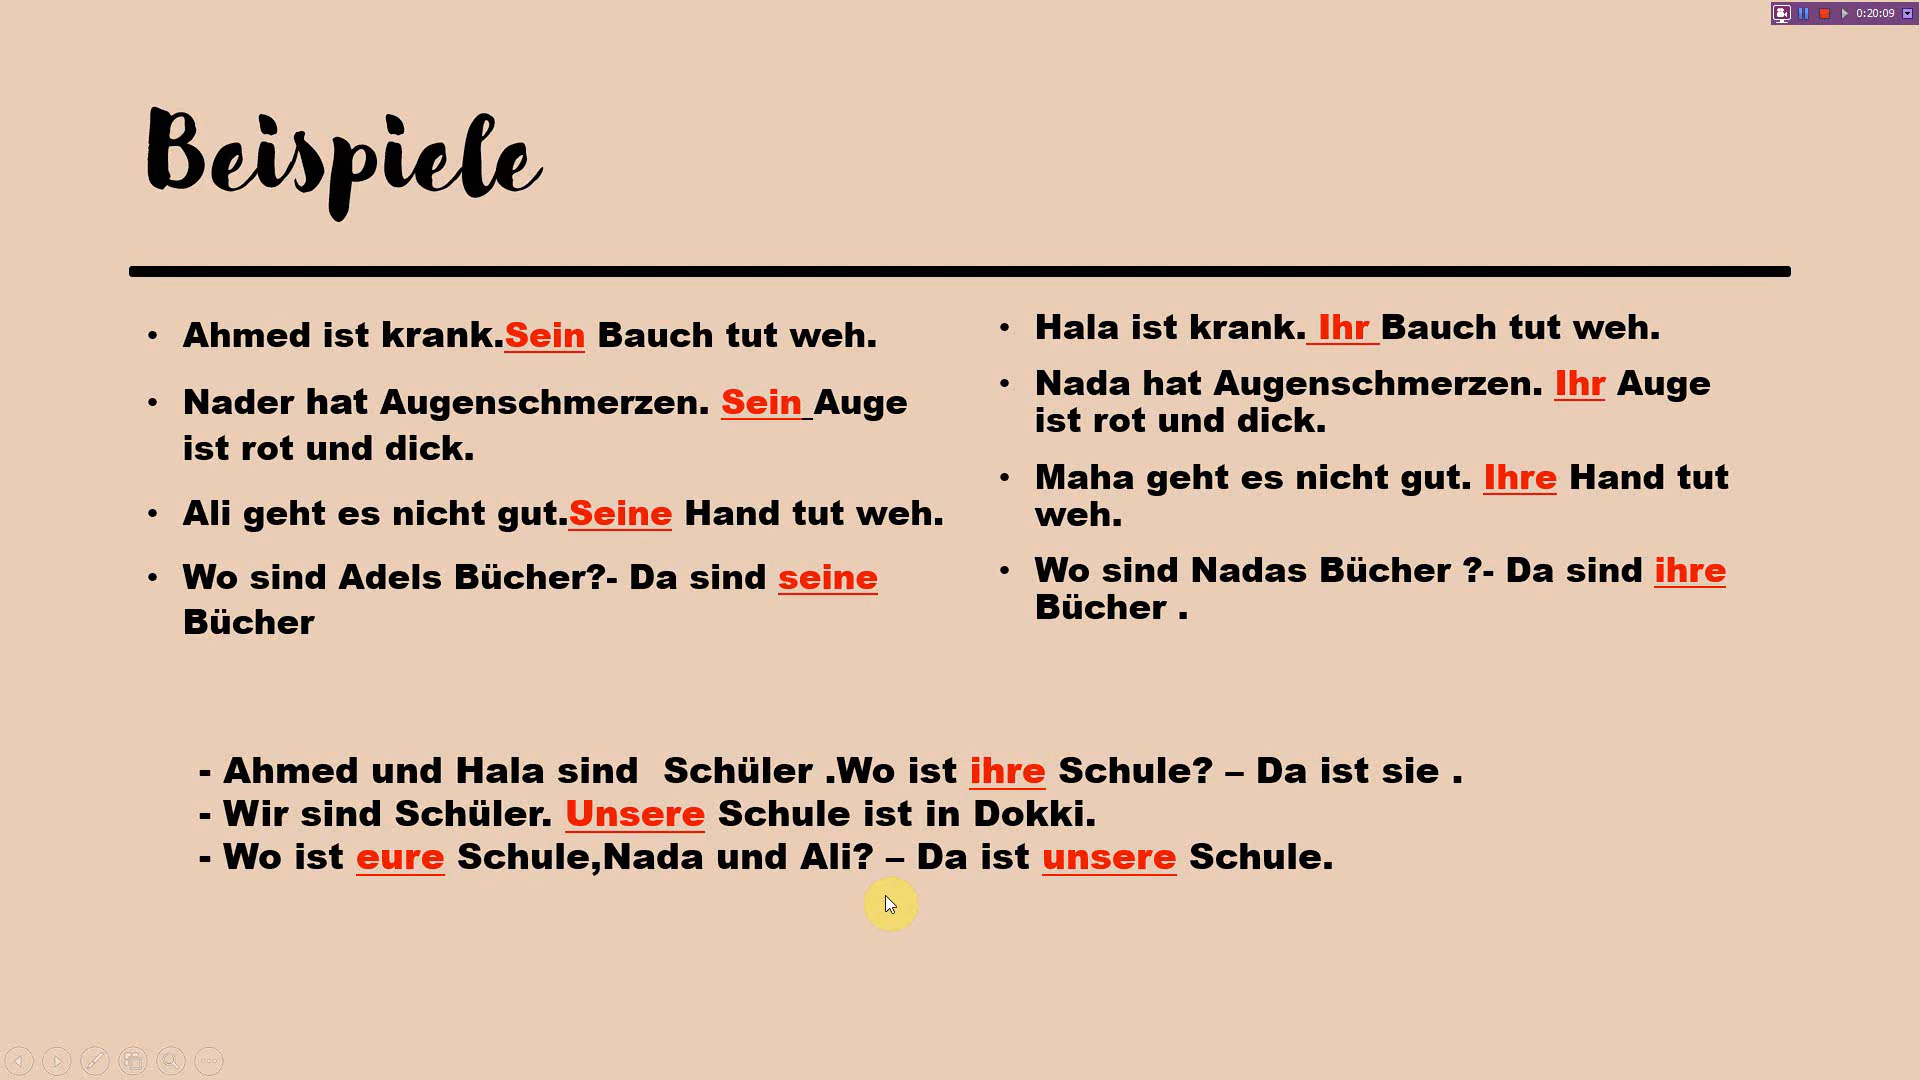 0:20:09
Beispiele
• Ahmed ist krank.Sein Bauch tut weh.
• Nader hat Augenschmerzen. Sein Auge
ist rot und dick.
• Ali geht es nicht gut.Seine Hand tut weh.
• Wo sind Adels Bücher?- Da sind seine
Bücher
• Hala ist krank. Ihr Bauch tut weh.
• Nada hat Augenschmerzen. Ihr Auge
ist rot und dick.
• Maha geht es nicht gut. Ihre Hand tut
weh.
• Wo sind Nadas Bücher ?- Da sind ihre
Bücher .
- Ahmed und Hala sind  Schüler .Wo ist ihre Schule? – Da ist sie .
- Wir sind Schüler. Unsere Schule ist in Dokki.
- Wo ist eure Schule,Nada und Ali? – Da ist unsere Schule.